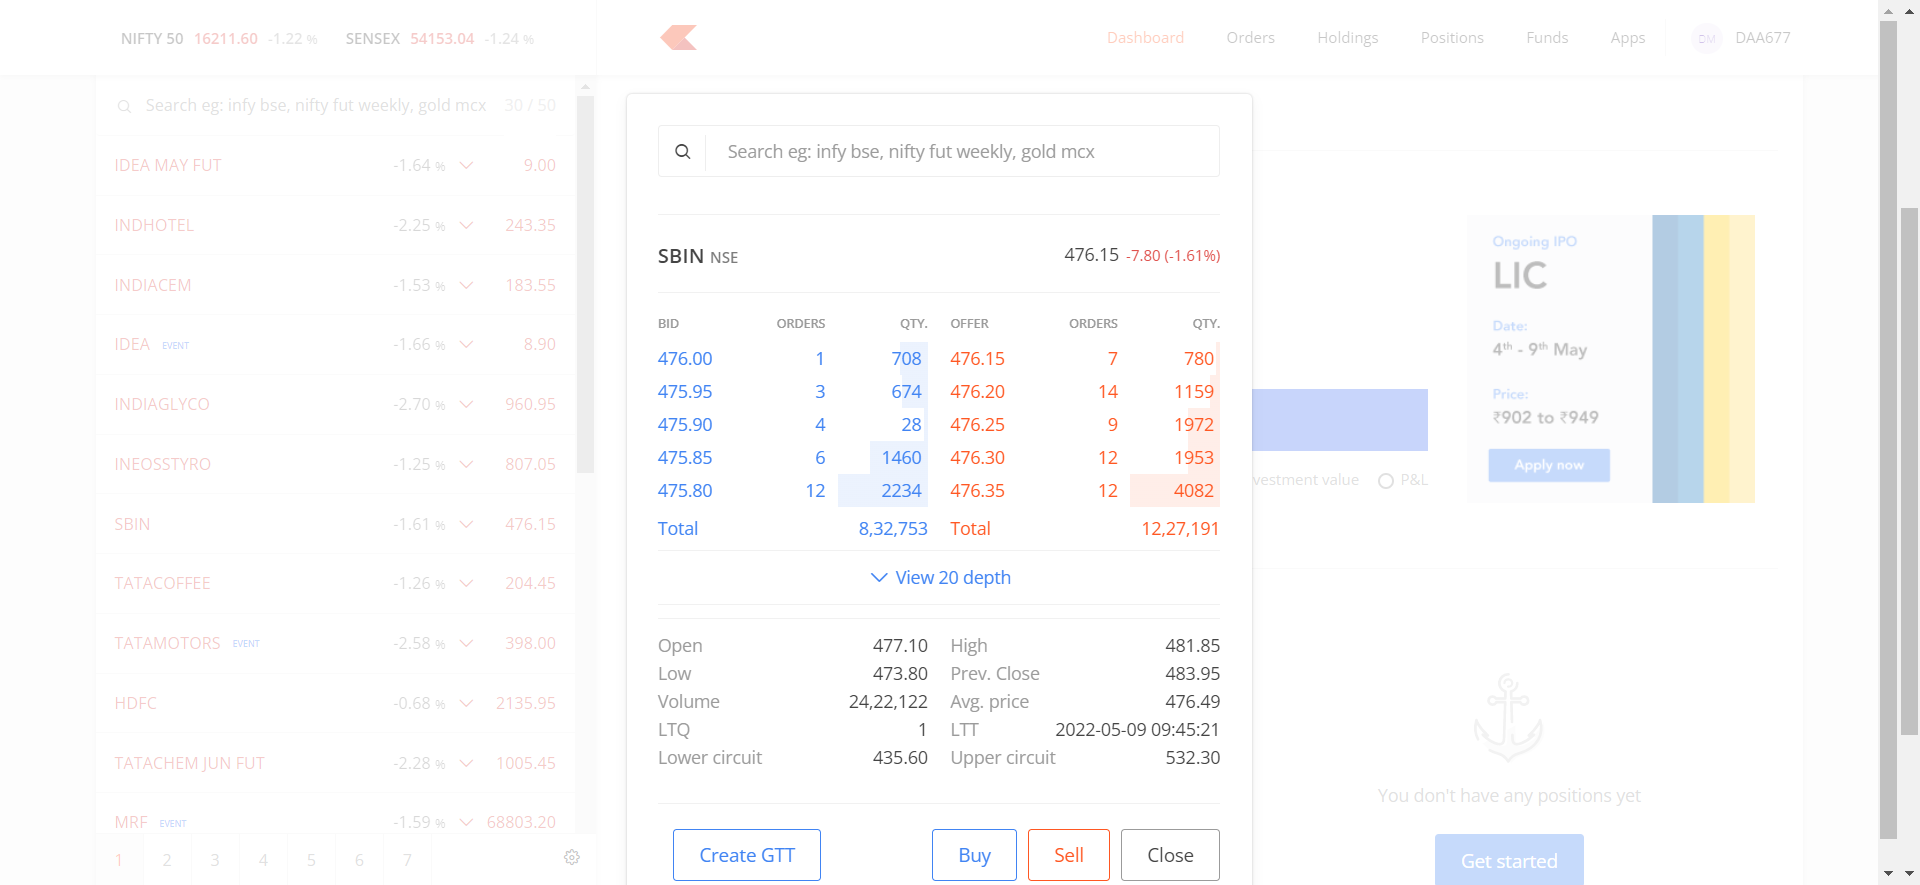 NIFTY 50 16211.60 -1.22 % SENSEX 54153.04 -1.24 %
Dashboard Orders Holdings Positions Funds Apps DM DAA677
Search eg: infy bse, nifty fut weekly, gold mcx 30 / 50
IDEA MAY FUT -1.64 % 9.00
INDHOTEL -2.25 % 243.35
INDIACEM -1.53 % 183.55
IDEA EVENT -1.66 % 8.90
INDIAGLYCO -2.70 % 960.95
INEOSSTYRO -1.25 % 807.05
SBIN -1.61 % 476.15
TATACOFFEE -1.26 % 204.45
TATAMOTORS EVENT -2.58 % 398.00
HDFC -0.68 % 2135.95
TATACHEM JUN FUT -2.28 % 1005.45
MRF EVENT -1.59 % 68803.20
1 2 3 4 5 6 7
Search eg: infy bse, nifty fut weekly, gold mcx
SBIN NSE 476.15 -7.80 (-1.61%)
BID ORDERS QTY. OFFER ORDERS QTY.
476.00 1 708 476.15 7 780
475.95 3 674 476.20 14 1159
475.90 4 28 476.25 9 1972
475.85 6 1460 476.30 12 1953
475.80 12 2234 476.35 12 4082
Total 8,32,753 Total 12,27,191
View 20 depth
Open 477.10 High 481.85
Low 473.80 Prev. Close 483.95
Volume 24,22,122 Avg. price 476.49
LTQ 1 LTT 2022-05-09 09:45:21
Lower circuit 435.60 Upper circuit 532.30
Create GTT Buy Sell Close
Ongoing IPO
LIC
Date:
4th - 9th May
Price:
₹902 to ₹949
Apply now
vestment value P&L
You don't have any positions yet
Get started